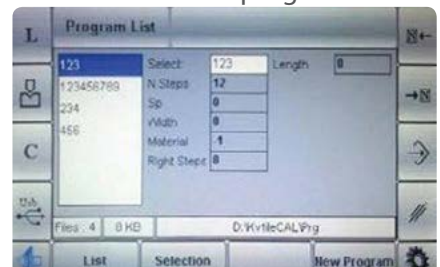 Program List
L
N
123
123456789
234
456
Select: 123 Length 0
N Steps 12
Sp 0
Width 0
Material -1
Right Steps 0
N
C
Usb
Files : 4 0 KB
List Selection New Program